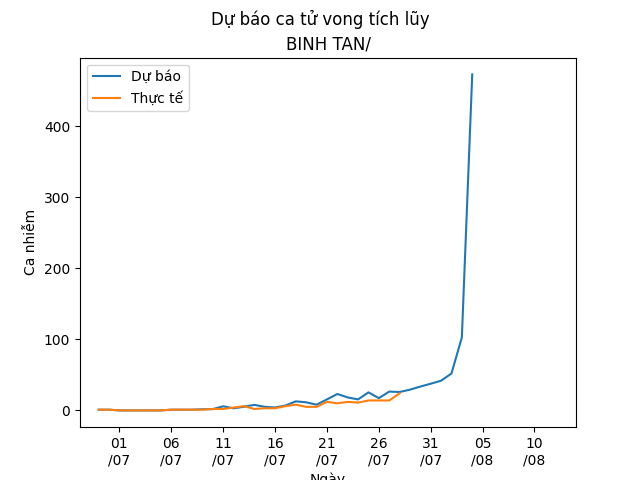 Dự báo ca tử vong tích lũy
BINH TAN/
Dự báo
Thực tế
Ca nhiễm
400
300
200
100
0
01 06 11 16 21 26 31 05 10
/07 /07 /07 /07 /07 /07 /07 /08 /08
Ngày